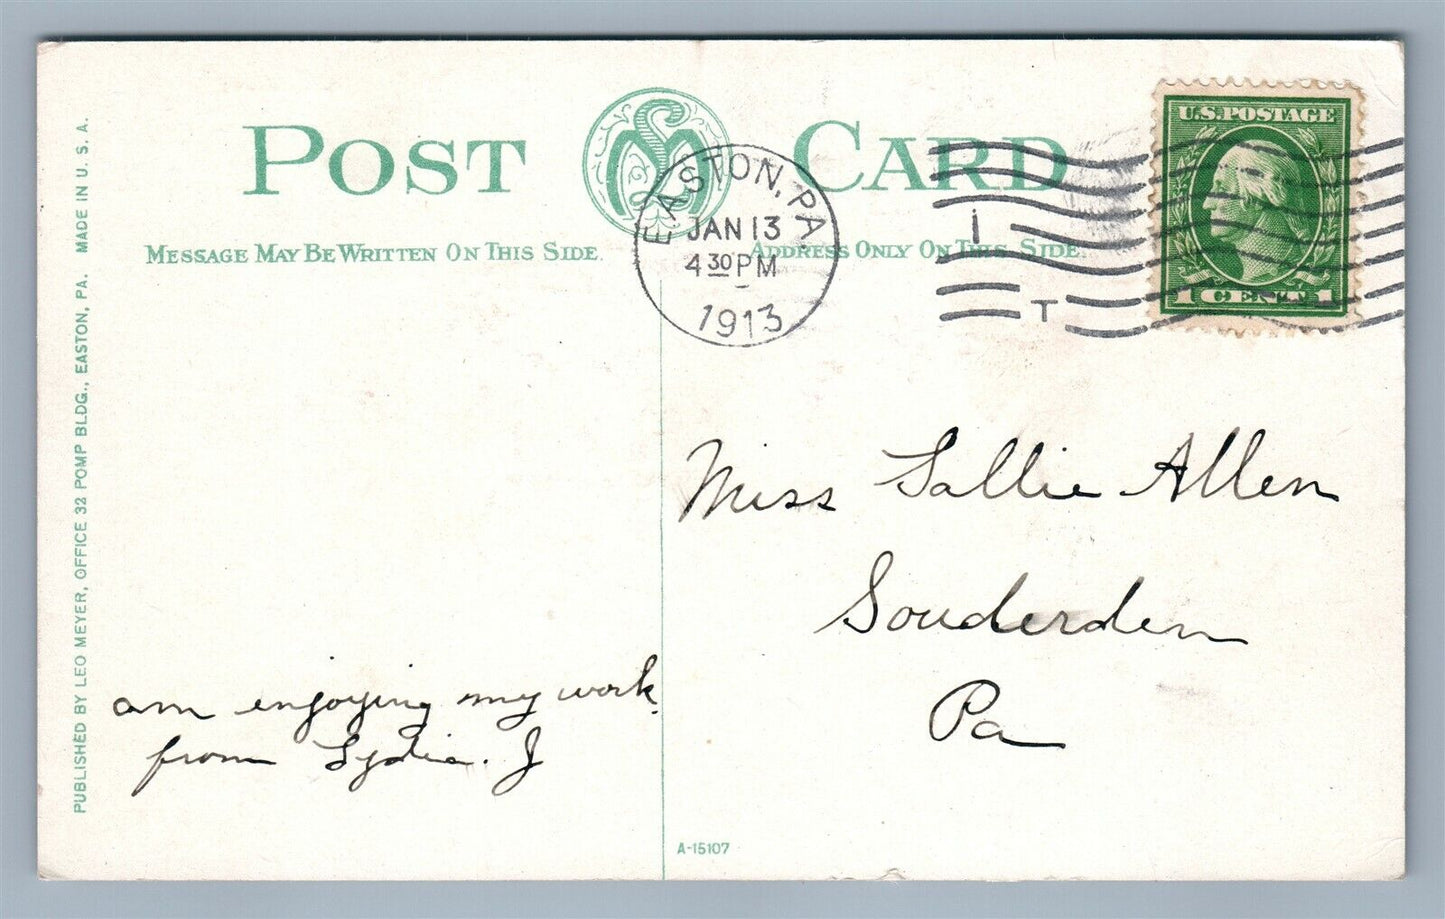 POST CARD
MESSAGE MAY BE WRITTEN ON THIS SIDE.
ADDRESS ONLY ON THIS SIDE.
EASTON, PA.
JAN 13
4 30 PM
1913
U.S. POSTAGE
1 CENT 1
PUBLISHED BY LEO MEYER, OFFICE 32 POMP BLDG., EASTON, PA. MADE IN U. S. A.
Miss Sallie Allen
Souderden
Pa
am enjoying my work.
from Lydia. J
A-15107